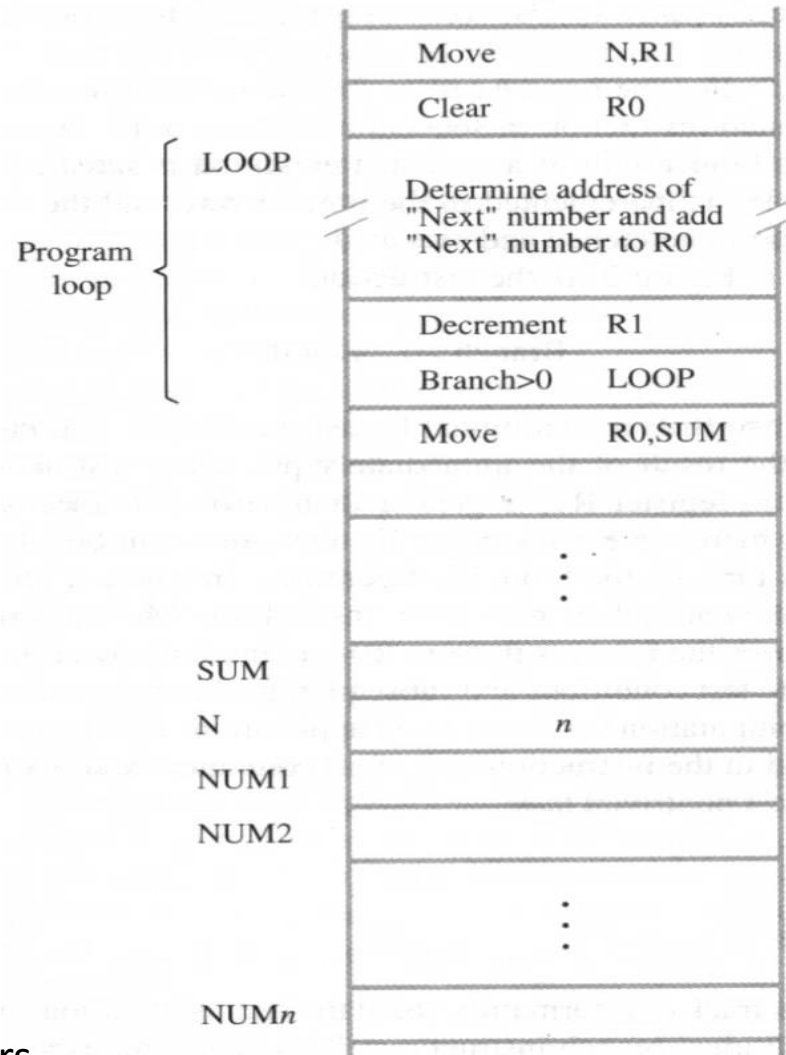 Move N,R1
Clear R0
LOOP
Determine address of
"Next" number and add
"Next" number to R0
Program
loop
Decrement R1
Branch>0 LOOP
Move R0,SUM
SUM
N n
NUM1
NUM2
NUMn